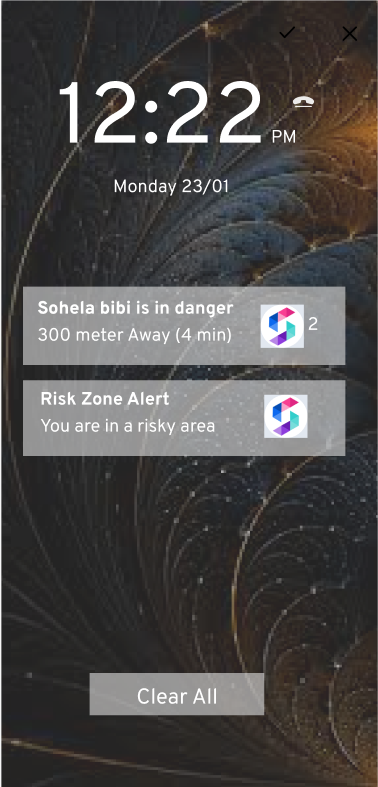 12:22 PM
Monday 23/01
Sohela bibi is in danger
300 meter Away (4 min)
2
Risk Zone Alert
You are in a risky area
Clear All